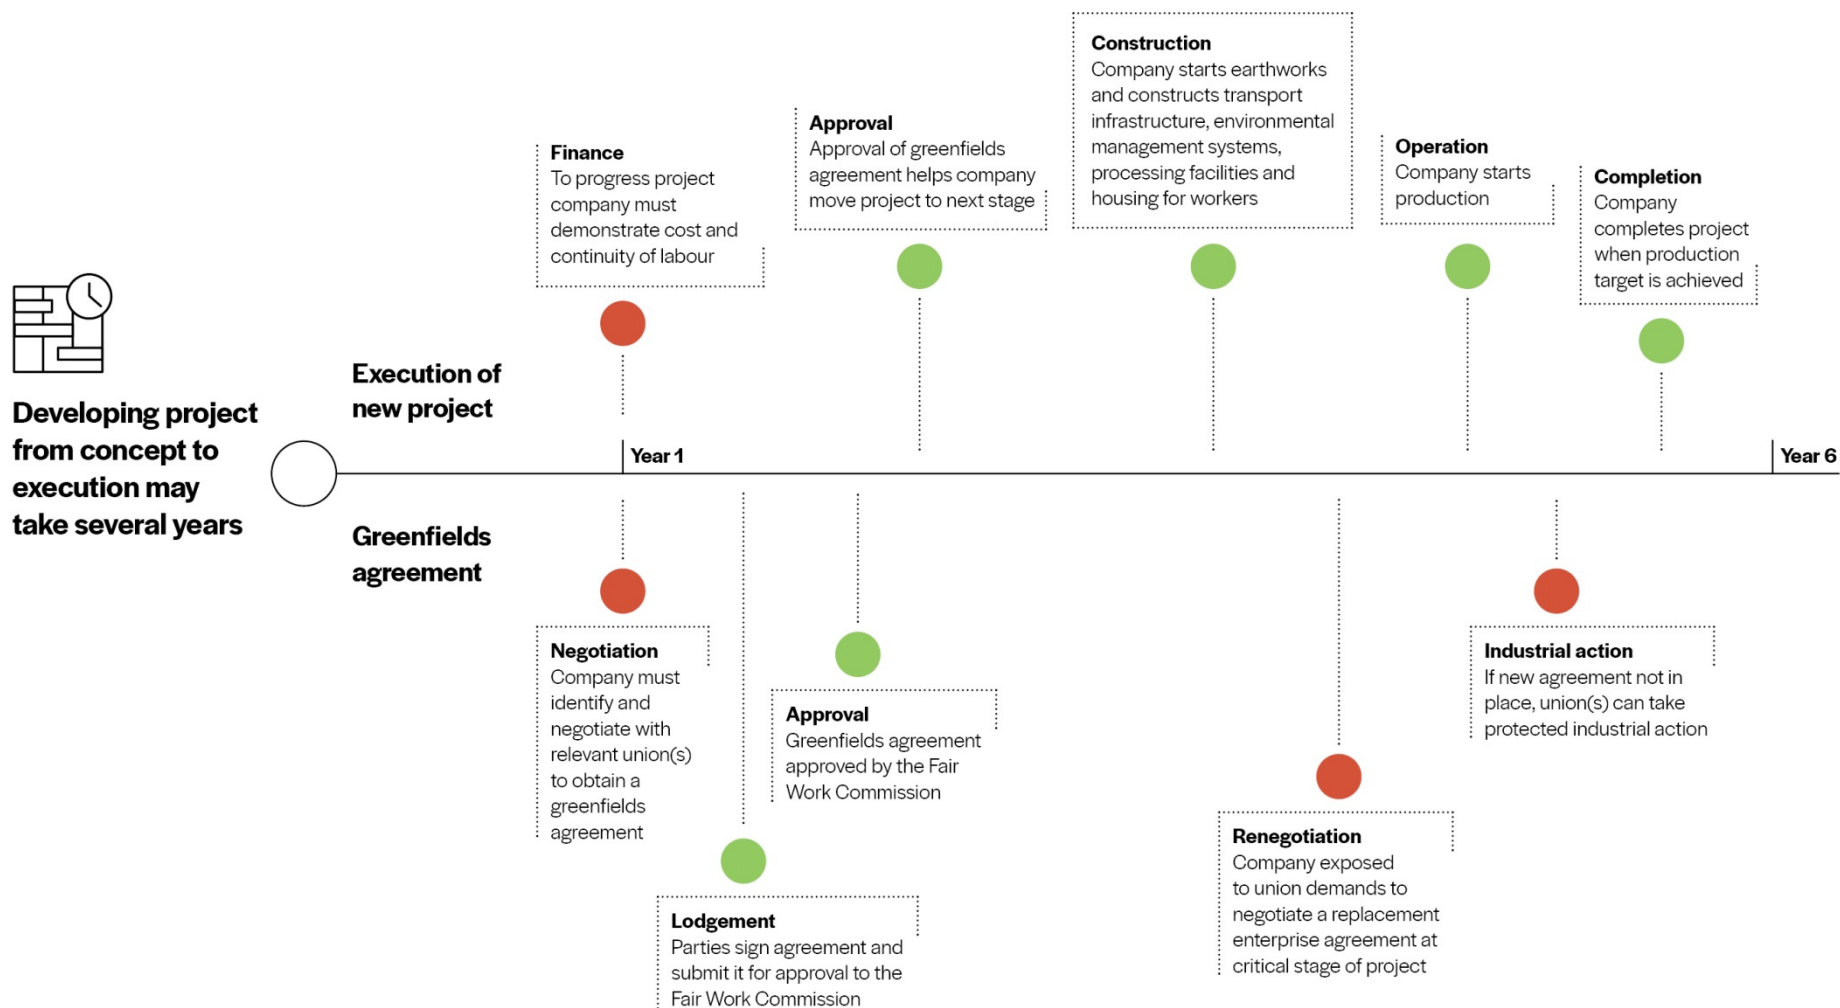 Developing project
from concept to
execution may
take several years
Execution of
new project
Finance
To progress project
company must
demonstrate cost and
continuity of labour
Approval
Approval of greenfields
agreement helps company
move project to next stage
Construction
Company starts earthworks
and constructs transport
infrastructure, environmental
management systems,
processing facilities and
housing for workers
Operation
Company starts
production
Completion
Company
completes project
when production
target is achieved
Year 1
Year 6
Greenfields
agreement
Negotiation
Company must
identify and
negotiate with
relevant union(s)
to obtain a
greenfields
agreement
Lodgement
Parties sign agreement and
submit it for approval to the
Fair Work Commission
Approval
Greenfields agreement
approved by the Fair
Work Commission
Renegotiation
Company exposed
to union demands to
negotiate a replacement
enterprise agreement at
critical stage of project
Industrial action
If new agreement not in
place, union(s) can take
protected industrial action